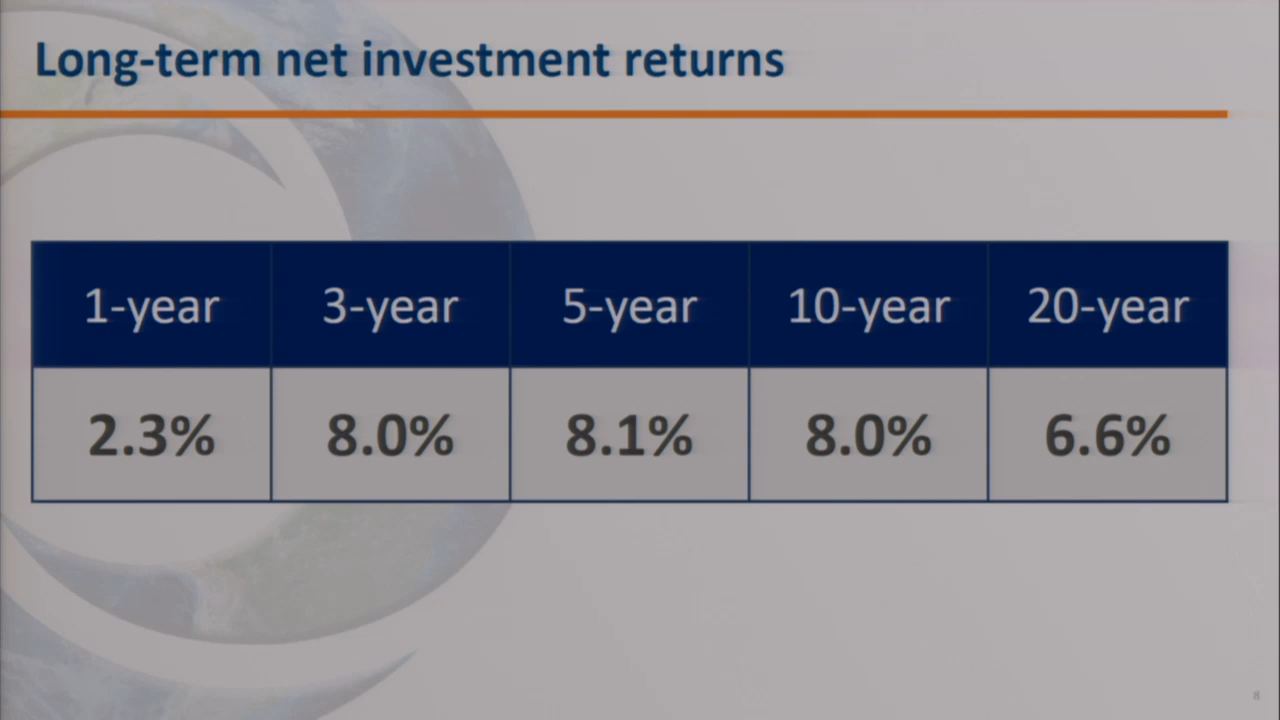 Long-term net investment returns
1-year 3-year 5-year 10-year 20-year
2.3% 8.0% 8.1% 8.0% 6.6%
8